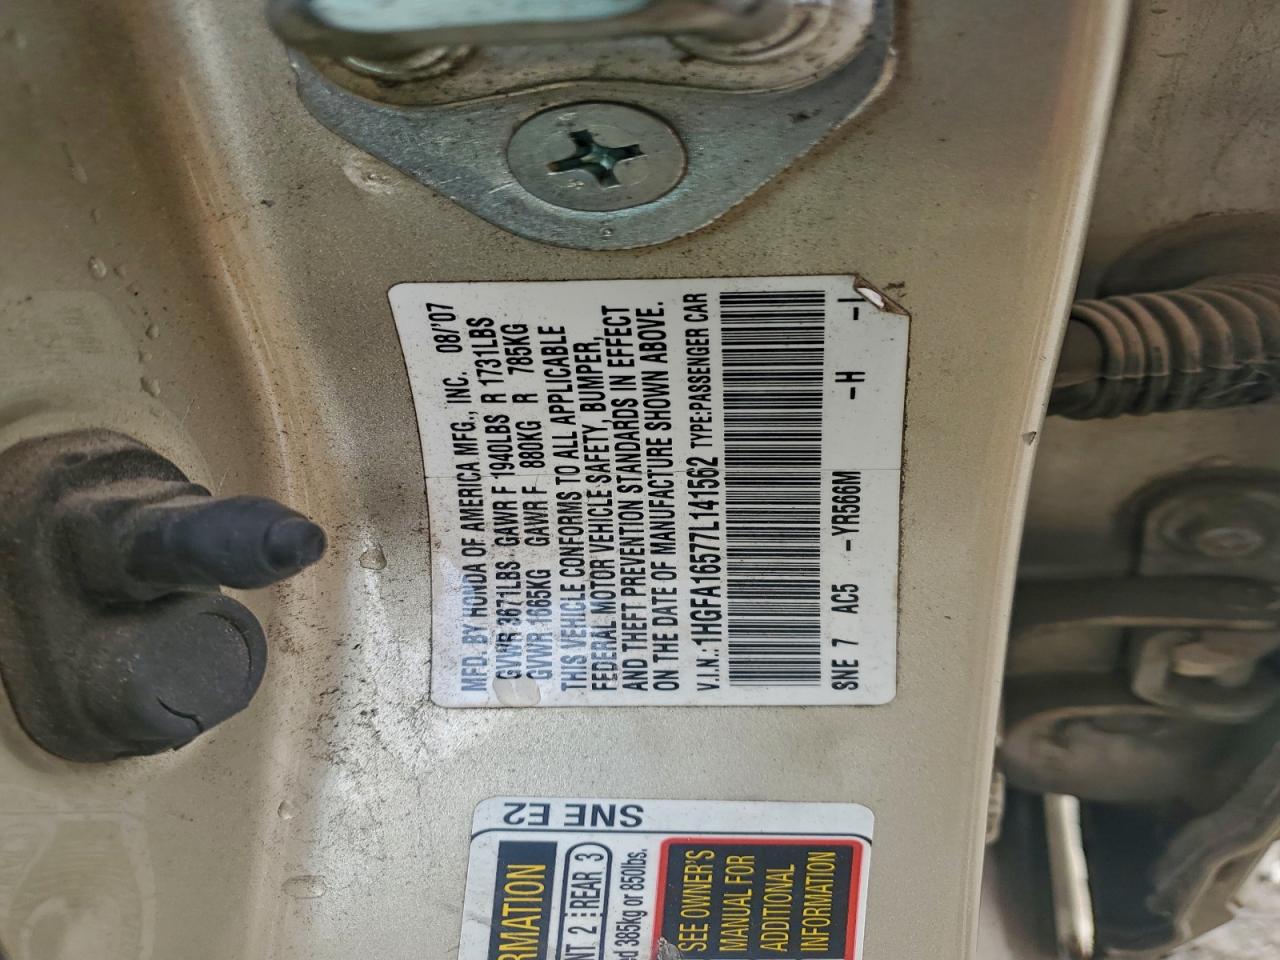 MFD. BY HONDA OF AMERICA MFG., INC. 08/'07
GVWR 3671LBS GAWR F 1940LBS R 1731LBS
GVWR 1665KG GAWR F 880KG R 785KG
THIS VEHICLE CONFORMS TO ALL APPLICABLE
FEDERAL MOTOR VEHICLE SAFETY, BUMPER,
AND THEFT PREVENTION STANDARDS IN EFFECT
ON THE DATE OF MANUFACTURE SHOWN ABOVE.
V.I.N.: 1HGFA16577L141562 TYPE:PASSENGER CAR
SNE 7 AC5 -YR566M -H -I
SNE E2
RMATION
NT 2 REAR 3
ed 385kg or 850lbs.
SEE OWNER'S
MANUAL FOR
ADDITIONAL
INFORMATION